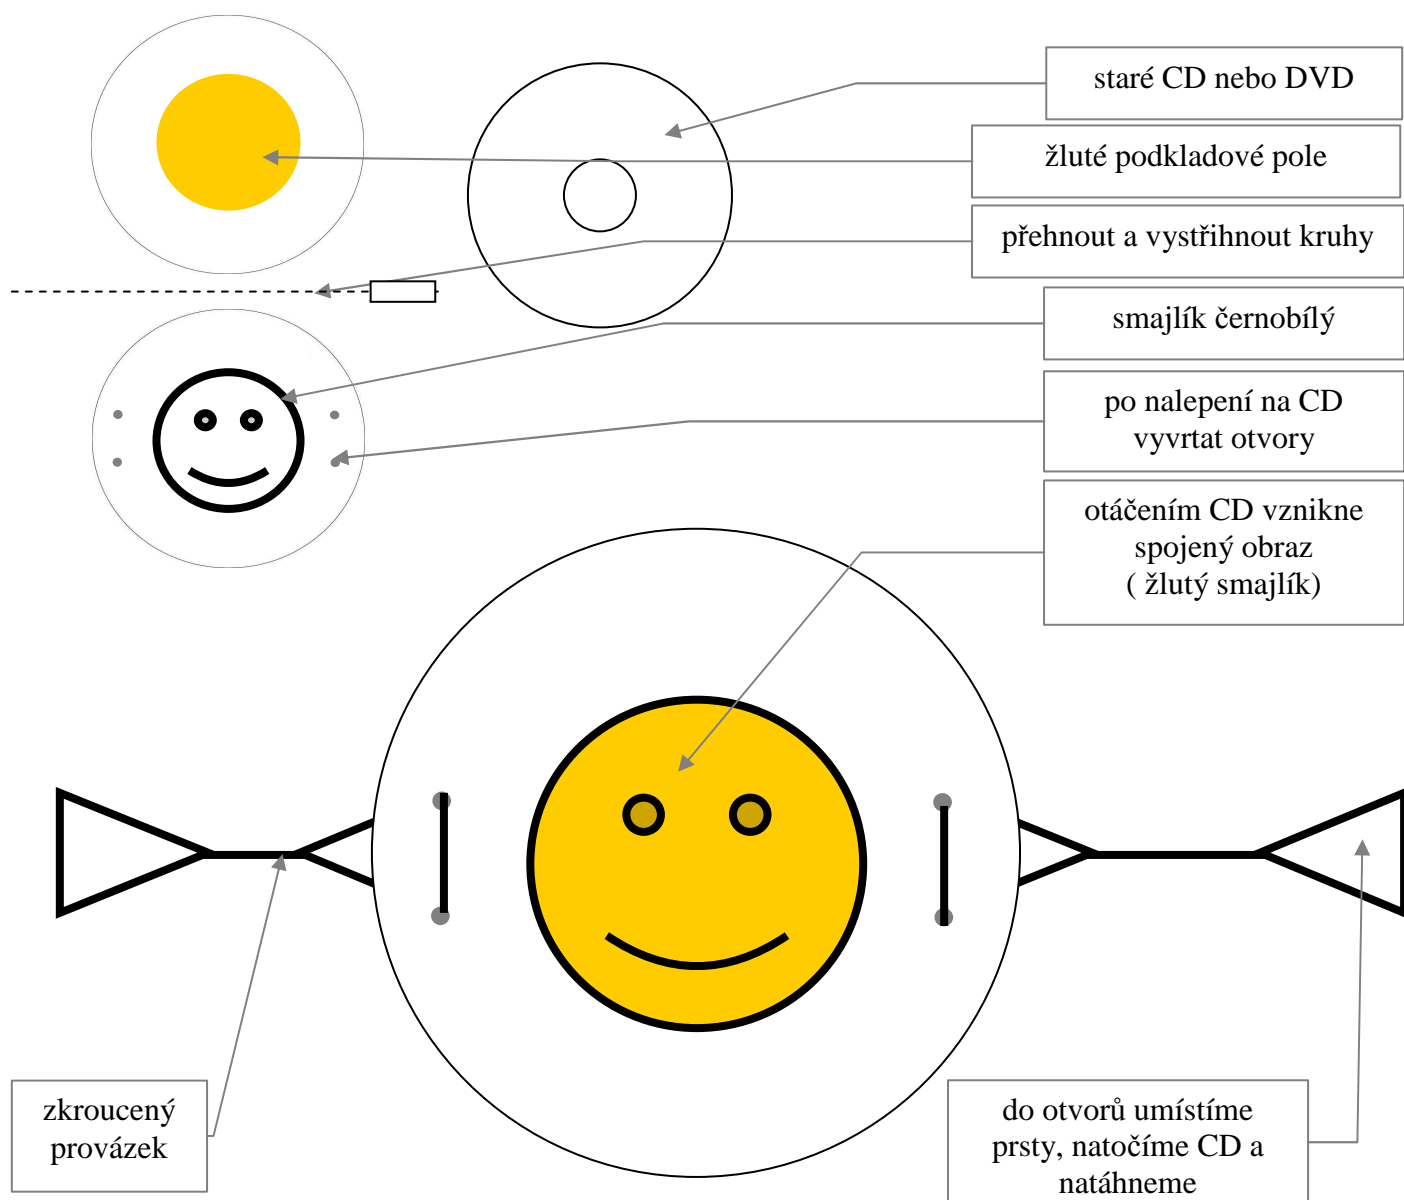 staré CD nebo DVD
žluté podkladové pole
přehnout a vystřihnout kruhy
smajlík černobílý
po nalepení na CD
vyvrtat otvory
otáčením CD vznikne
spojený obraz
( žlutý smajlík)
zkroucený
provázek
do otvorů umístíme
prsty, natočíme CD a
natáhneme